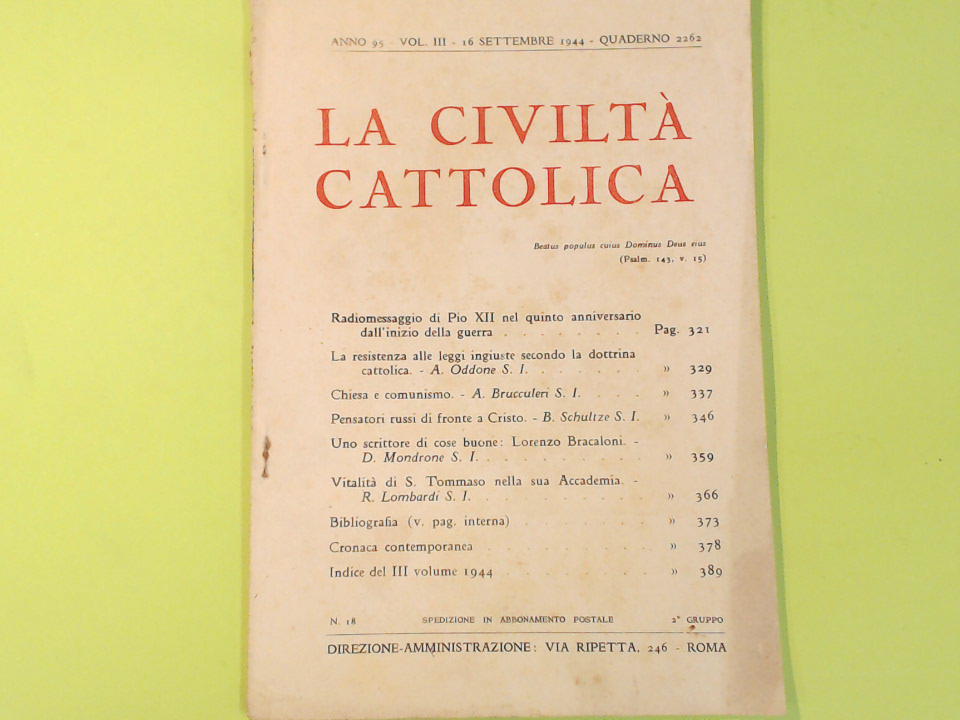 ANNO 95 - VOL. III - 16 SETTEMBRE 1944 - QUADERNO 2262
LA CIVILTÀ
CATTOLICA
Beatus populus cuius Dominus Deus eius
(Psalm. 143, v. 15)
Radiomessaggio di Pio XII nel quinto anniversario
dall'inizio della guerra . . . . . . . . Pag. 321
La resistenza alle leggi ingiuste secondo la dottrina
cattolica. - A. Oddone S. I. . . . . . . » 329
Chiesa e comunismo. - A. Brucculeri S. I. . . . » 337
Pensatori russi di fronte a Cristo. - B. Schultze S. I. » 346
Uno scrittore di cose buone: Lorenzo Bracaloni. -
D. Mondrone S. I. . . . . . . . . . » 359
Vitalità di S. Tommaso nella sua Accademia. -
R. Lombardi S. I. . . . . . . . . . » 366
Bibliografia (v. pag. interna) . . . . . . . » 373
Cronaca contemporanea . . . . . . . . . » 378
Indice del III volume 1944 . . . . . . . . » 389
N. 18 SPEDIZIONE IN ABBONAMENTO POSTALE 2° GRUPPO
DIREZIONE-AMMINISTRAZIONE: VIA RIPETTA, 246 - ROMA